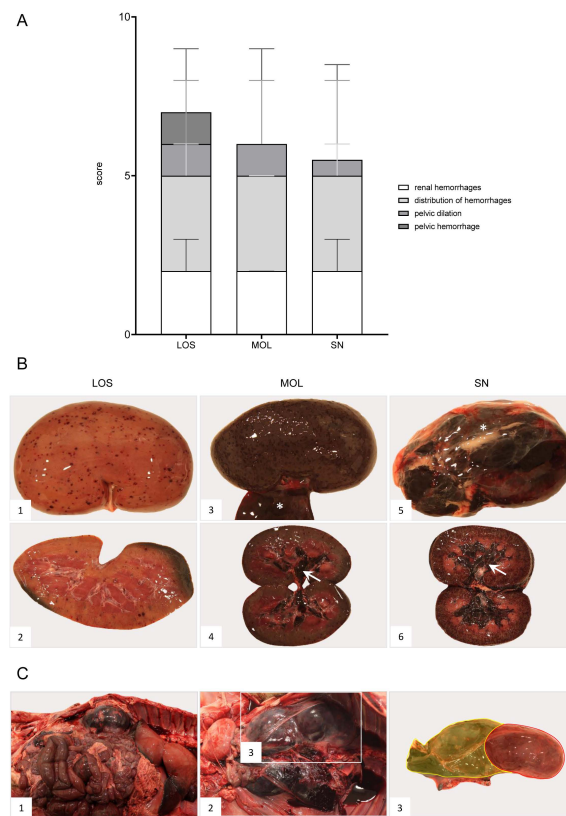 A
10
5
0
score
LOS
MOL
SN
renal hemorrhages
distribution of hemorrhages
pelvic dilation
pelvic hemorrhage
B
LOS
MOL
SN
1
3
*
5
*
2
4
6
C
1
2
3
3